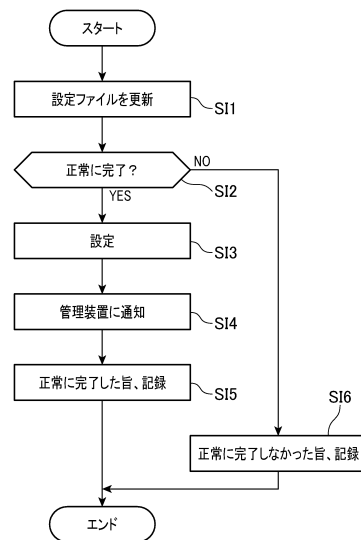 スタート
設定ファイルを更新
SI1
正常に完了?
NO
SI2
YES
設定
SI3
管理装置に通知
SI4
正常に完了した旨、記録
SI5
SI6
正常に完了しなかった旨、記録
エンド